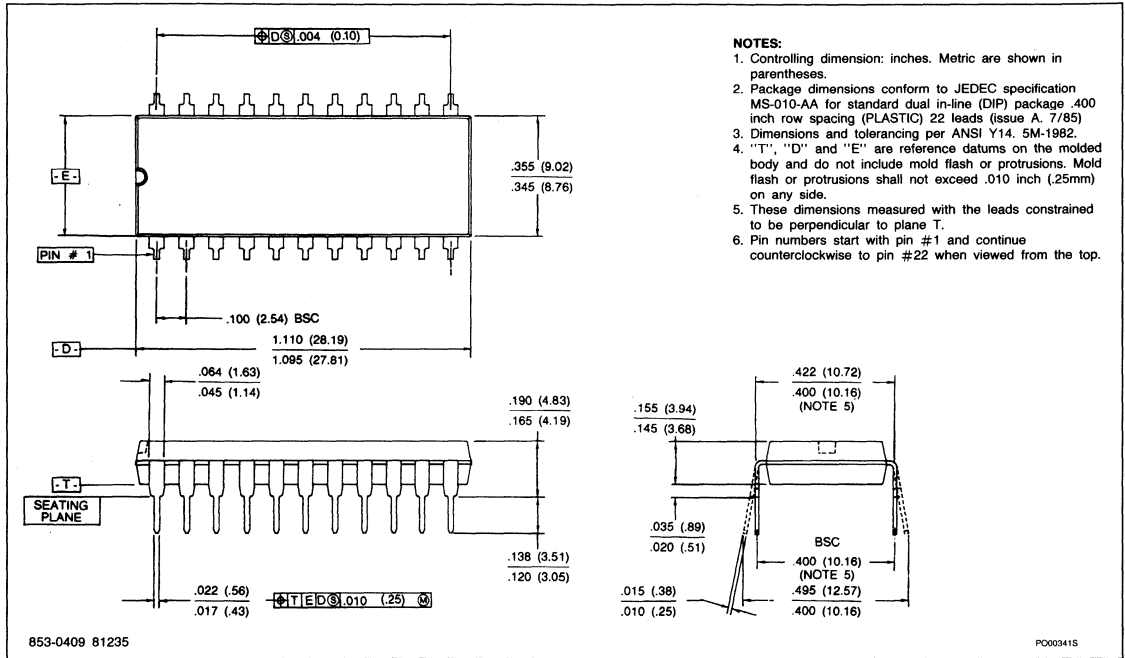 ⌖ D Ⓢ .004 (0.10)
NOTES:
1. Controlling dimension: inches. Metric are shown in
parentheses.
2. Package dimensions conform to JEDEC specification
MS-010-AA for standard dual in-line (DIP) package .400
inch row spacing (PLASTIC) 22 leads (issue A. 7/85)
3. Dimensions and tolerancing per ANSI Y14. 5M-1982.
4. "T", "D" and "E" are reference datums on the molded
body and do not include mold flash or protrusions. Mold
flash or protrusions shall not exceed .010 inch (.25mm)
on any side.
5. These dimensions measured with the leads constrained
to be perpendicular to plane T.
6. Pin numbers start with pin #1 and continue
counterclockwise to pin #22 when viewed from the top.
.355 (9.02)
.345 (8.76)
- E -
PIN # 1
.100 (2.54) BSC
- D -
1.110 (28.19)
1.095 (27.81)
.064 (1.63)
.045 (1.14)
.190 (4.83)
.165 (4.19)
- T -
SEATING
PLANE
.138 (3.51)
.120 (3.05)
.022 (.56)
.017 (.43)
⌖ T E D Ⓢ .010 (.25) Ⓜ
.422 (10.72)
.400 (10.16)
(NOTE 5)
.155 (3.94)
.145 (3.68)
.035 (.89)
.020 (.51)
BSC
.400 (10.16)
(NOTE 5)
.015 (.38)
.010 (.25)
.495 (12.57)
.400 (10.16)
853-0409 81235
PO00341S